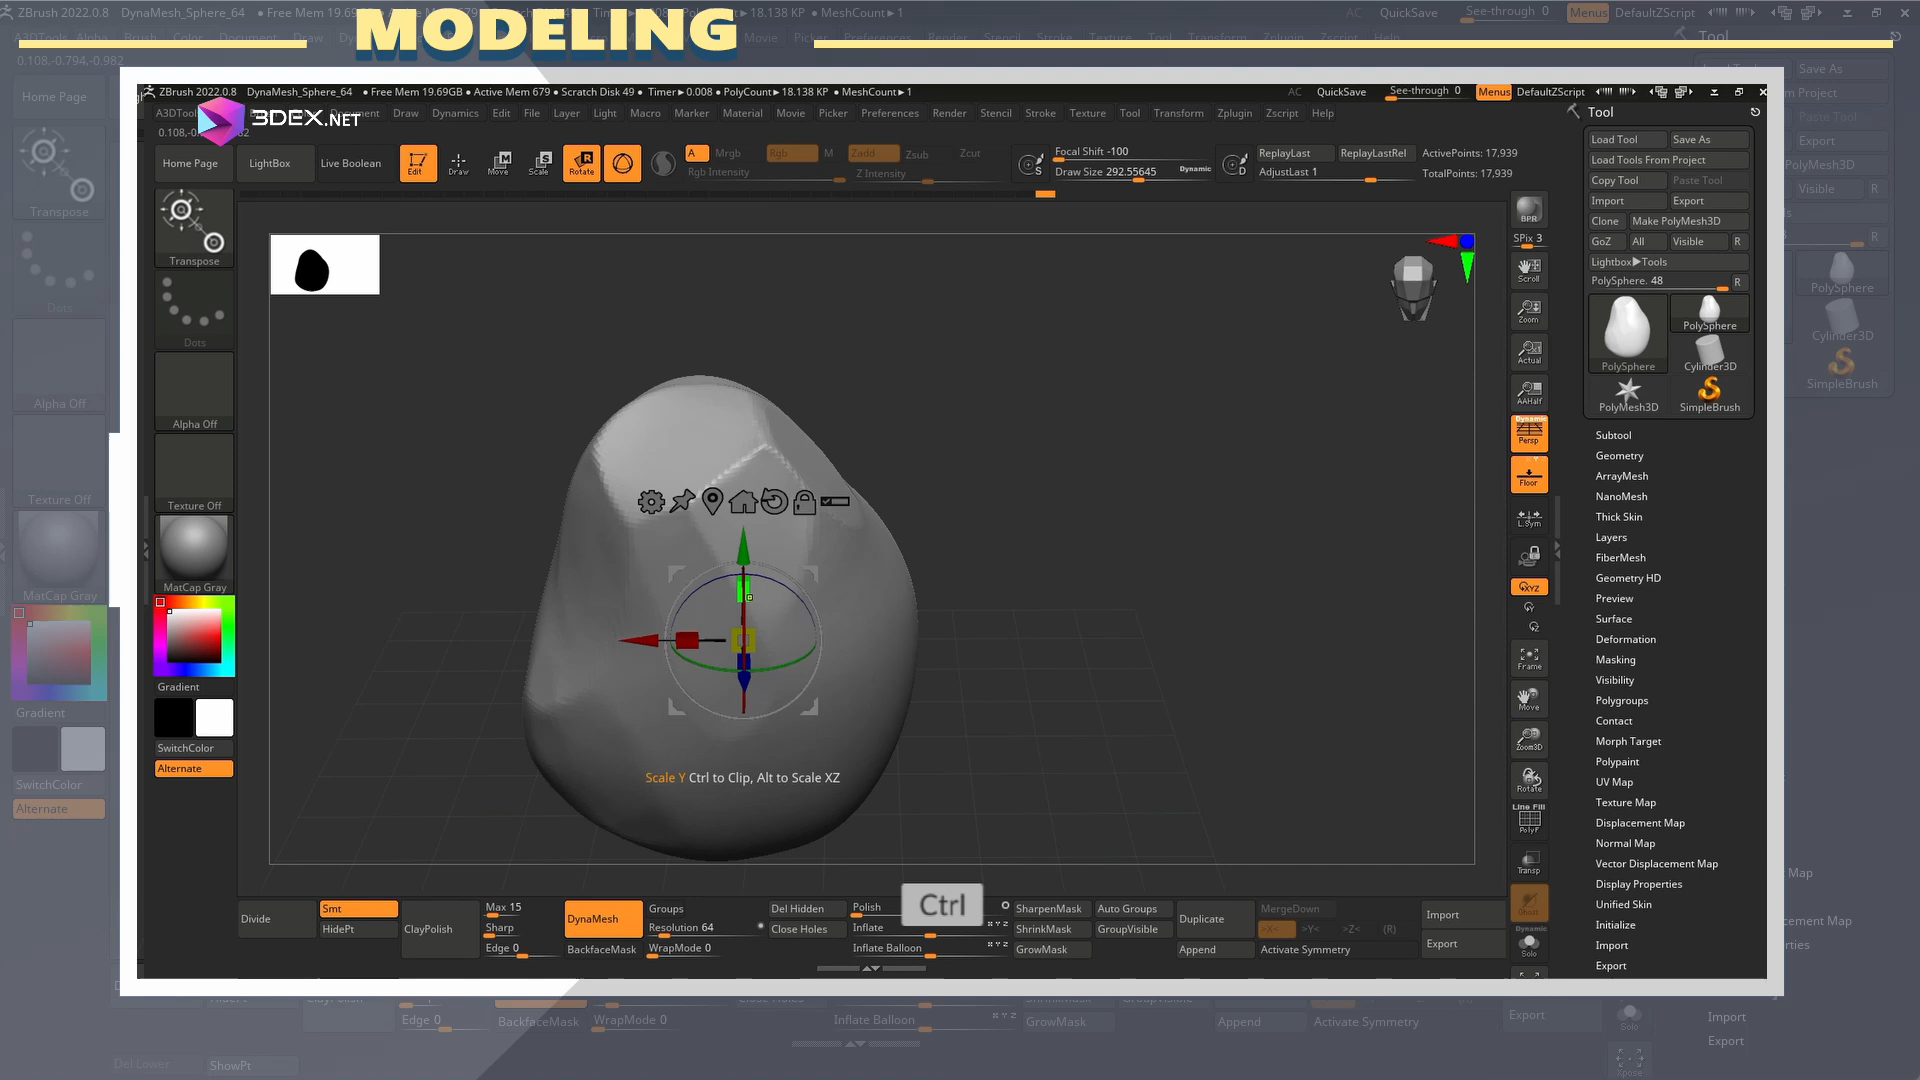 MODELING
ZBrush 2022.0.8 DynaMesh_Sphere_64 • Free Mem 19.69GB • Active Mem 679 • Scratch Disk 49 • Timer▶0.008 • PolyCount▶18.138 KP • MeshCount▶1
AC QuickSave See-through 0 Menus DefaultZScript
3DEX.NET
Draw Dynamics Edit File Layer Light Macro Marker Material Movie Picker Preferences Render Stencil Stroke Texture Tool Transform Zplugin Zscript Help
Home Page LightBox Live Boolean
Edit Draw Move Scale Rotate
A Mrgb Rgb M Zadd Zsub Zcut
Rgb Intensity Z Intensity
Focal Shift -100
Draw Size 292.55645 Dynamic
ReplayLast ReplayLastRel
AdjustLast 1
ActivePoints: 17,939
TotalPoints: 17,939
Transpose
Dots
Alpha Off
Texture Off
MatCap Gray
Gradient
SwitchColor
Alternate
Scale Y Ctrl to Clip, Alt to Scale XZ
Ctrl
BPR
SPix 3
Scroll
Zoom
Actual
AAHalf
Dynamic
Persp
Floor
L.Sym
XYZ
Frame
Move
Zoom3D
Rotate
Line Fill
PolyF
Transp
Ghost
Dynamic
Solo
Tool
Load Tool Save As
Load Tools From Project
Copy Tool Paste Tool
Import Export
Clone Make PolyMesh3D
GoZ All Visible R
Lightbox▶Tools
PolySphere. 48 R
PolySphere PolySphere
Cylinder3D
PolyMesh3D SimpleBrush
Subtool
Geometry
ArrayMesh
NanoMesh
Thick Skin
Layers
FiberMesh
Geometry HD
Preview
Surface
Deformation
Masking
Visibility
Polygroups
Contact
Morph Target
Polypaint
UV Map
Texture Map
Displacement Map
Normal Map
Vector Displacement Map
Display Properties
Unified Skin
Initialize
Import
Export
Divide Smt HidePt ClayPolish
Max 15
Sharp
Edge 0
DynaMesh
BackfaceMask
Groups
Resolution 64
WrapMode 0
Del Hidden
Close Holes
Polish
Inflate
Inflate Balloon
SharpenMask
ShrinkMask
GrowMask
Auto Groups
GroupVisible
Duplicate
Append
MergeDown
>X< >Y< >Z< (R)
Activate Symmetry
Import
Export